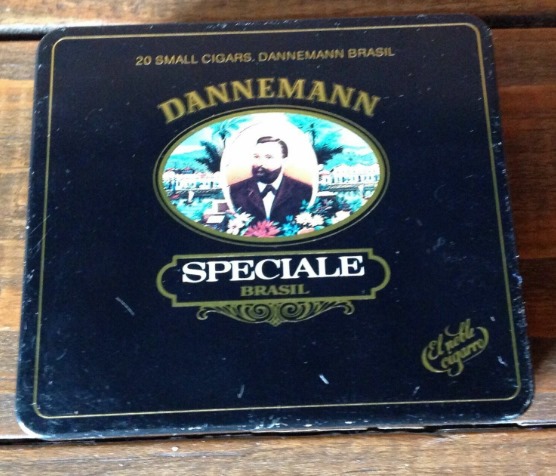 20 SMALL CIGARS. DANNEMANN BRASIL
DANNEMANN
SPECIALE
BRASIL
El noble
cigarro